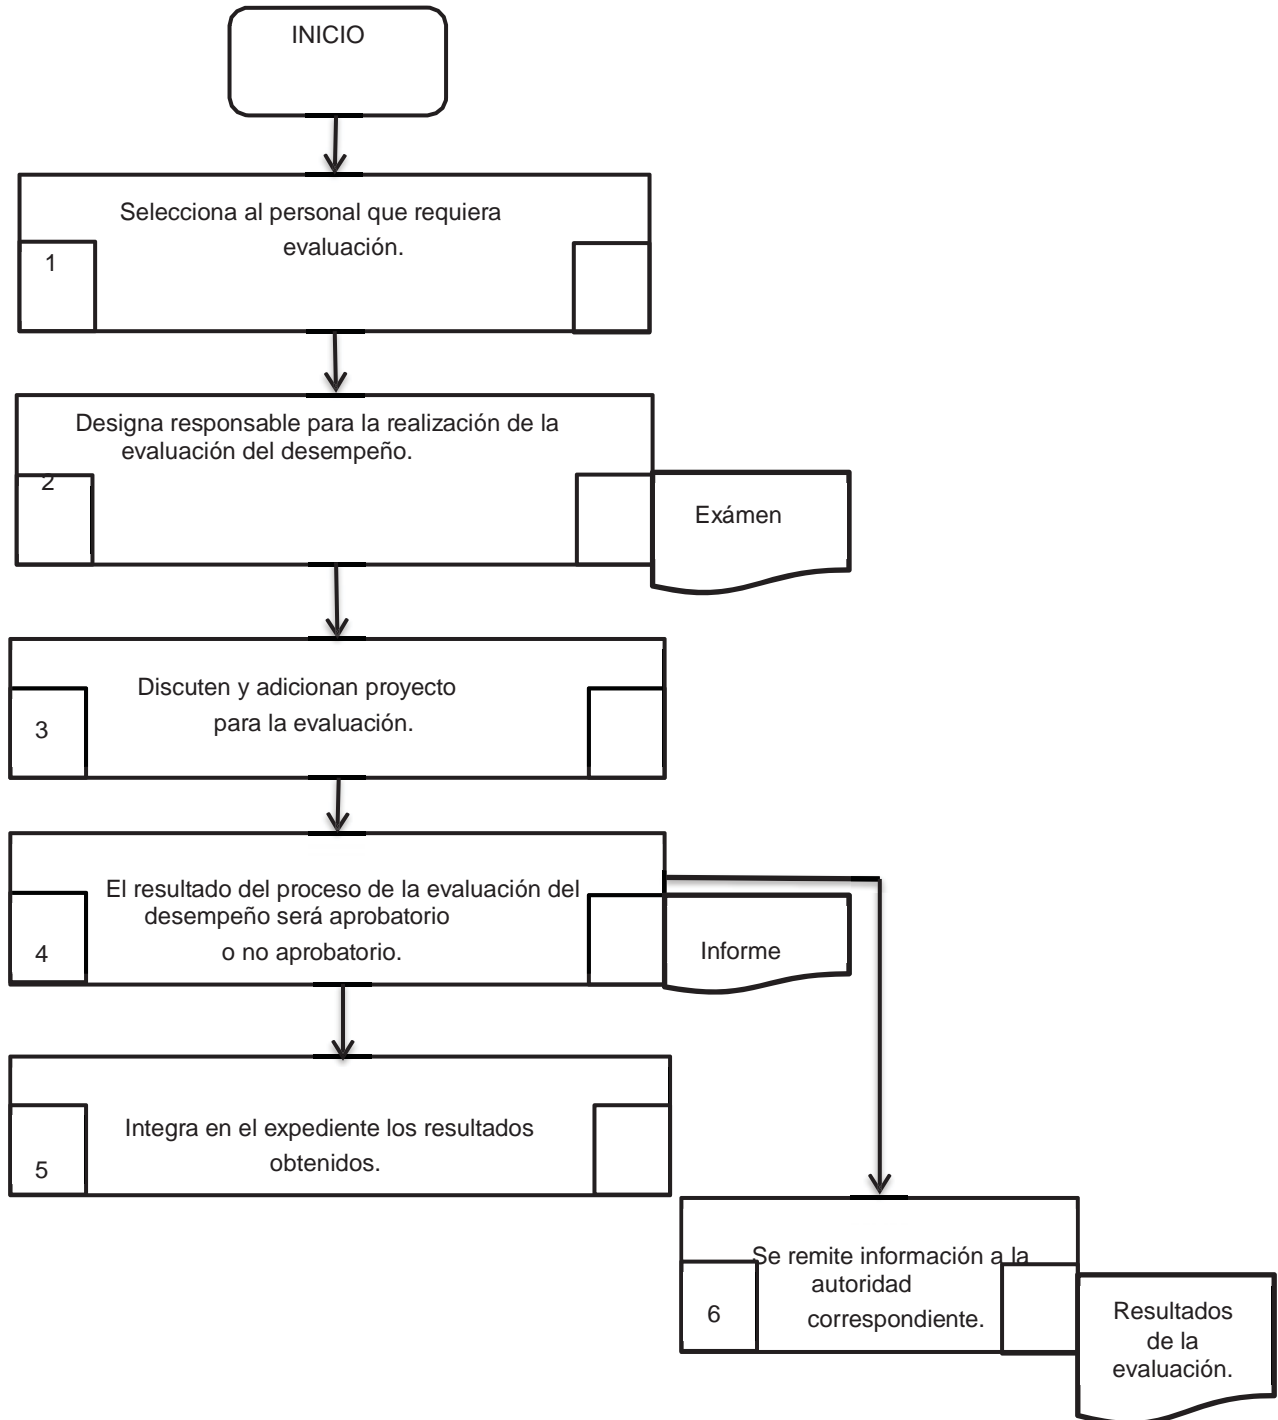 INICIO
Selecciona al personal que requiera
evaluación.
1
Designa responsable para la realización de la
evaluación del desempeño.
2
Exámen
Discuten y adicionan proyecto
para la evaluación.
3
El resultado del proceso de la evaluación del
desempeño será aprobatorio
o no aprobatorio.
4
Informe
Integra en el expediente los resultados
obtenidos.
5
Se remite información a la
autoridad
correspondiente.
6
Resultados
de la
evaluación.